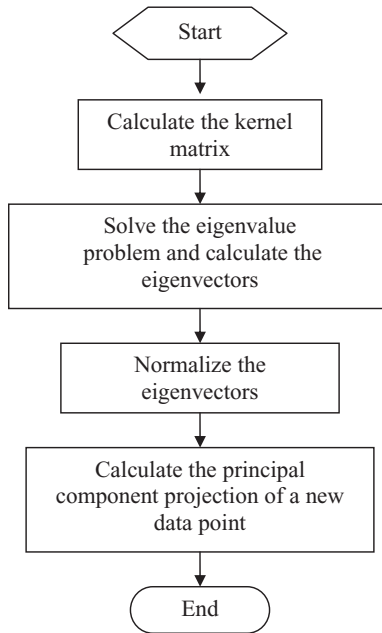 Start
Calculate the kernel
matrix
Solve the eigenvalue
problem and calculate the
eigenvectors
Normalize the
eigenvectors
Calculate the principal
component projection of a new
data point
End